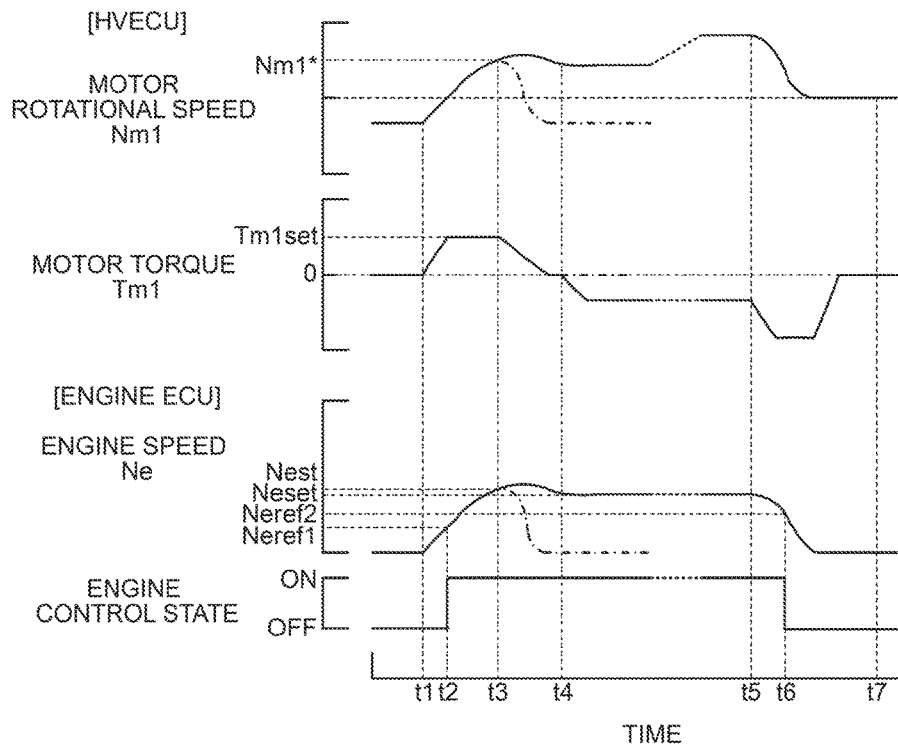 [HVECU]
Nm1*
MOTOR
ROTATIONAL SPEED
Nm1
Tm1set
MOTOR TORQUE
Tm1
0
[ENGINE ECU]
ENGINE SPEED
Ne
Nest
Neset
Neref2
Neref1
ENGINE
CONTROL STATE
ON
OFF
t1 t2 t3 t4 t5 t6 t7
TIME